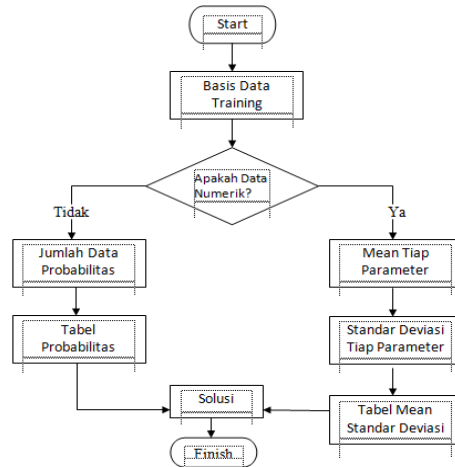 Start
Basis Data
Training
Apakah Data
Numerik?
Tidak
Ya
Jumlah Data
Probabilitas
Mean Tiap
Parameter
Tabel
Probabilitas
Standar Deviasi
Tiap Parameter
Solusi
Tabel Mean
Standar Deviasi
Finish